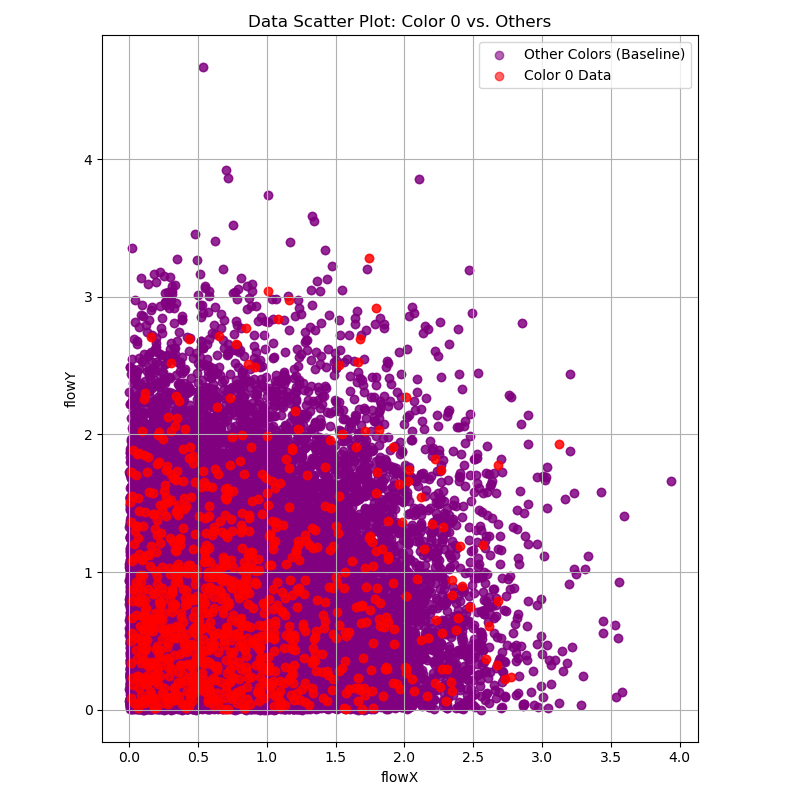 Data Scatter Plot: Color 0 vs. Others
Other Colors (Baseline)
Color 0 Data
flowY
4
3
2
1
0
0.0 0.5 1.0 1.5 2.0 2.5 3.0 3.5 4.0
flowX